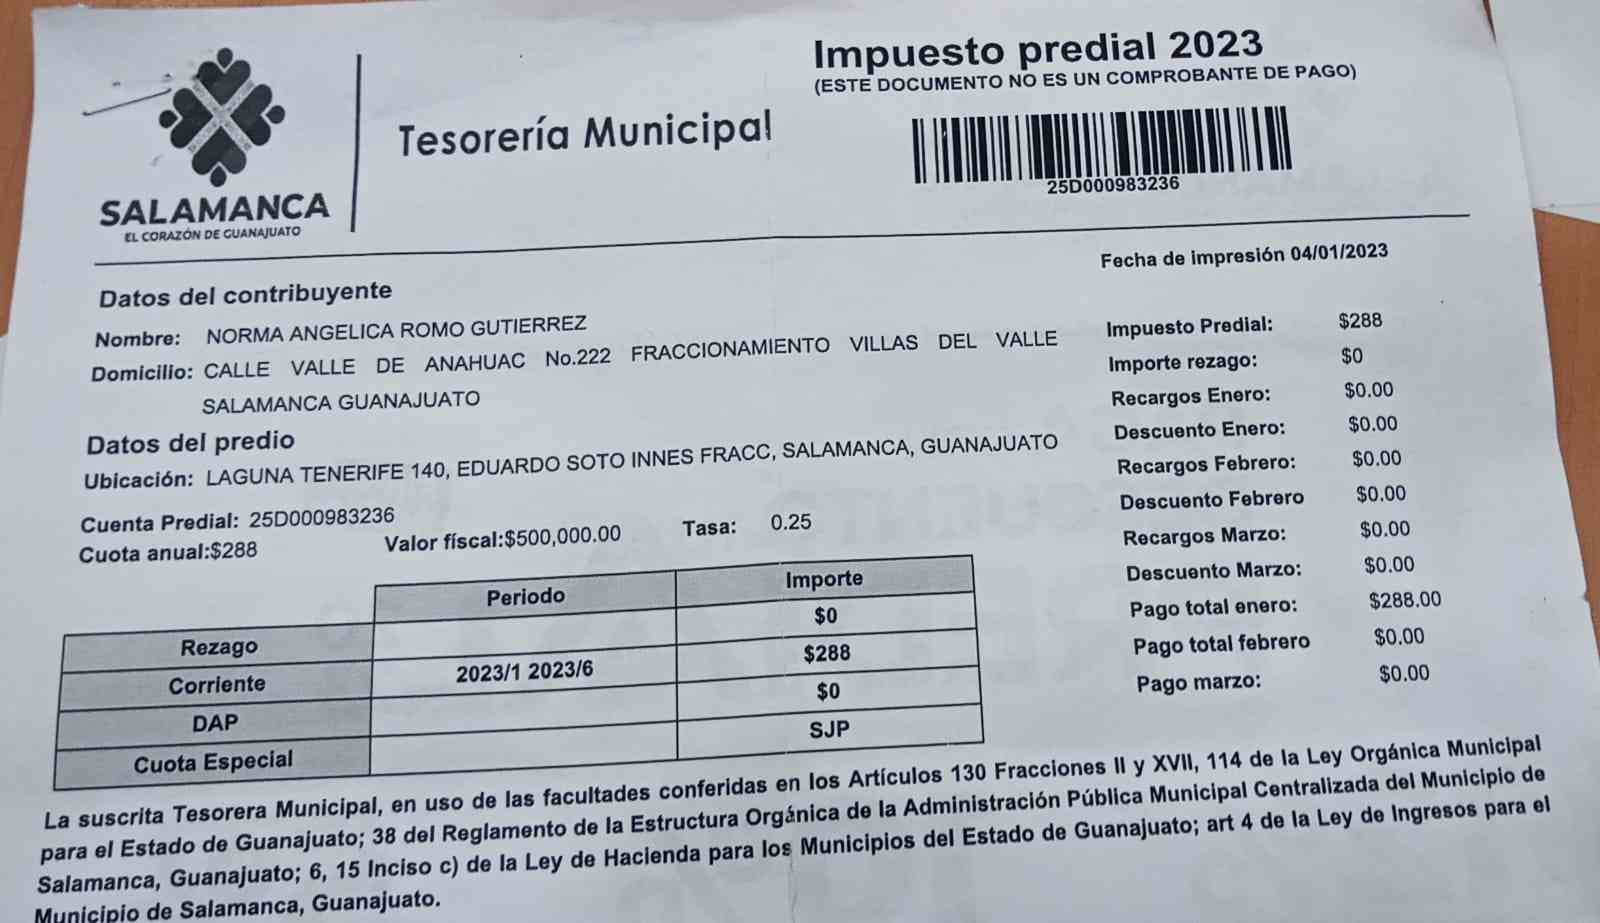 Impuesto predial 2023
(ESTE DOCUMENTO NO ES UN COMPROBANTE DE PAGO)
Tesorería Municipal
25D000983236
SALAMANCA
EL CORAZÓN DE GUANAJUATO
Fecha de impresión 04/01/2023
Datos del contribuyente
Nombre: NORMA ANGELICA ROMO GUTIERREZ
Domicilio: CALLE VALLE DE ANAHUAC No.222 FRACCIONAMIENTO VILLAS DEL VALLE
SALAMANCA GUANAJUATO
Datos del predio
Ubicación: LAGUNA TENERIFE 140, EDUARDO SOTO INNES FRACC, SALAMANCA, GUANAJUATO
Cuenta Predial: 25D000983236
Cuota anual:$288 Valor físcal:$500,000.00 Tasa: 0.25
Impuesto Predial: $288
Importe rezago: $0
Recargos Enero: $0.00
Descuento Enero: $0.00
Recargos Febrero: $0.00
Descuento Febrero $0.00
Recargos Marzo: $0.00
Descuento Marzo: $0.00
Pago total enero: $288.00
Pago total febrero $0.00
Pago marzo: $0.00
Periodo Importe
Rezago $0
Corriente 2023/1 2023/6 $288
DAP $0
Cuota Especial SJP
La suscrita Tesorera Municipal, en uso de las facultades conferidas en los Artículos 130 Fracciones II y XVII, 114 de la Ley Orgánica Municipal
para el Estado de Guanajuato; 38 del Reglamento de la Estructura Orgánica de la Administración Pública Municipal Centralizada del Municipio de
Salamanca, Guanajuato; 6, 15 Inciso c) de la Ley de Hacienda para los Municipios del Estado de Guanajuato; art 4 de la Ley de Ingresos para el
Municipio de Salamanca, Guanajuato.